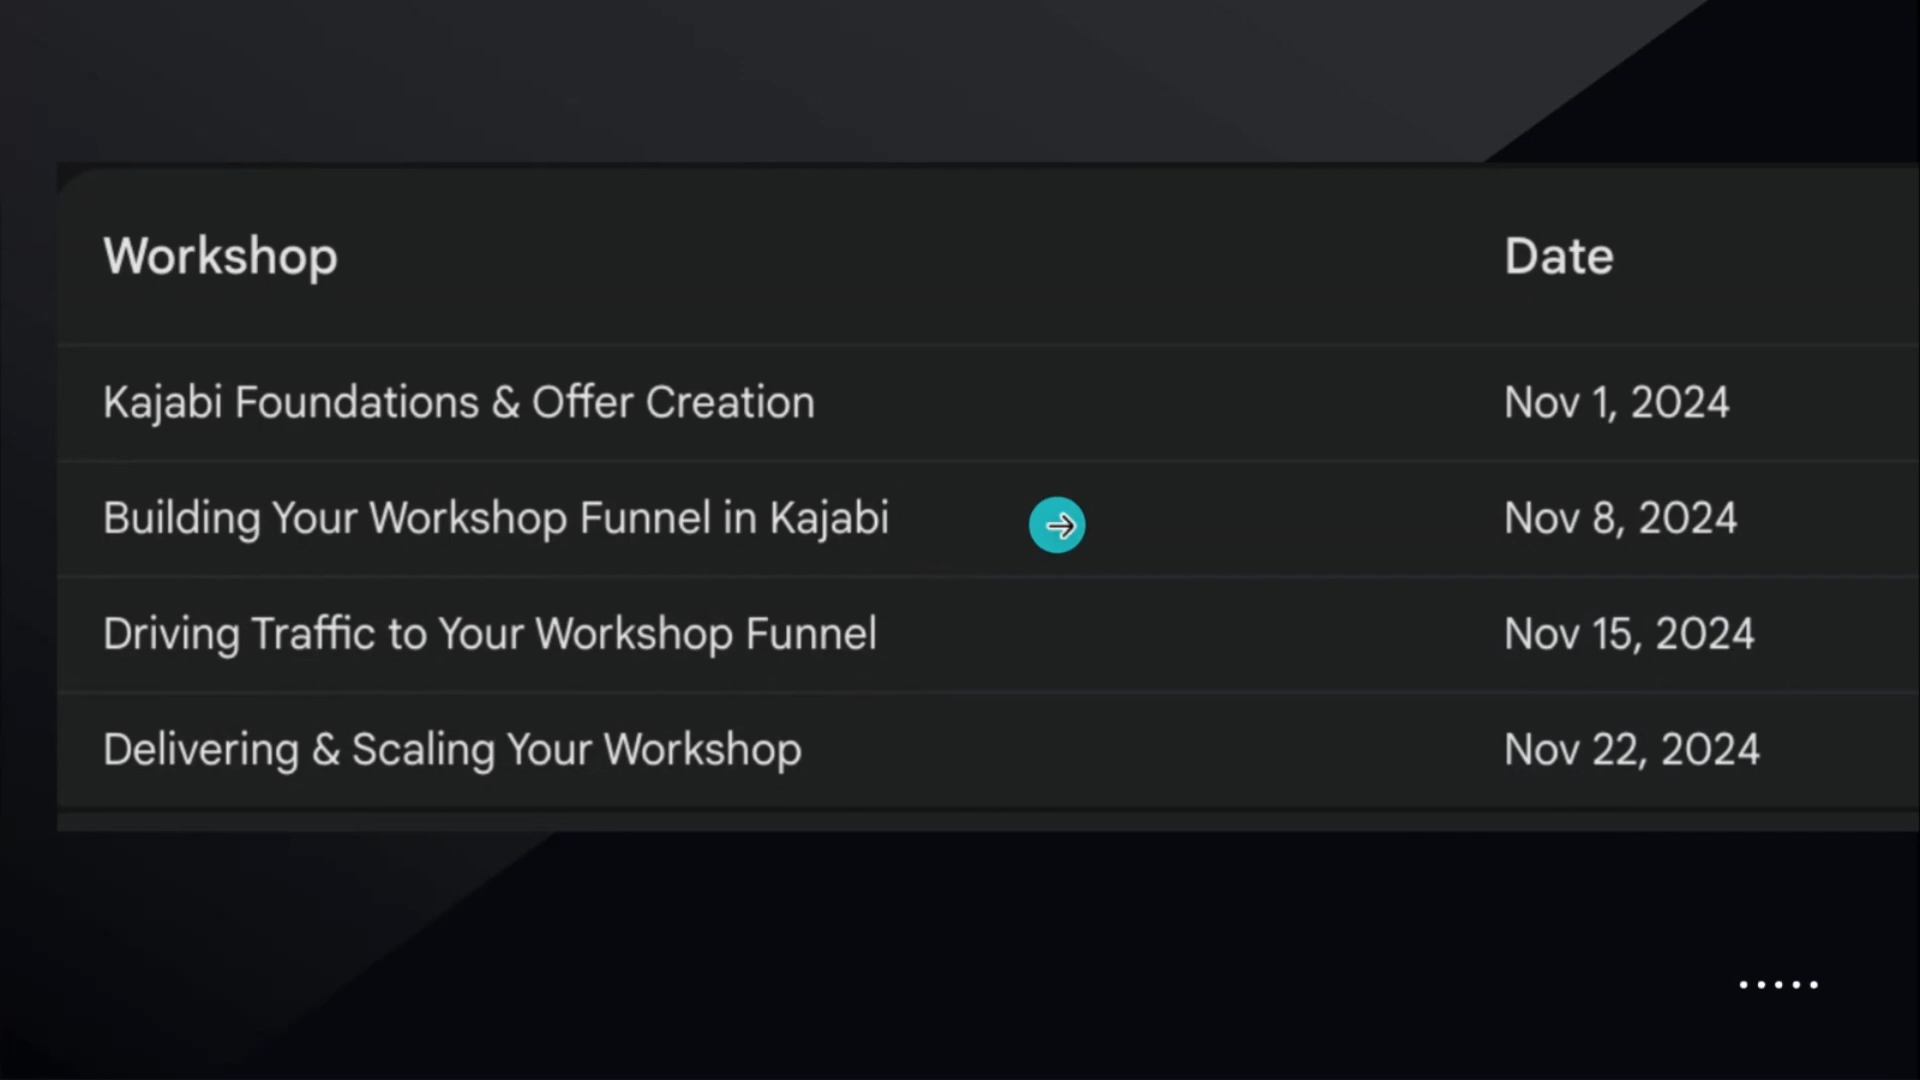 Workshop Date
Kajabi Foundations & Offer Creation Nov 1, 2024
Building Your Workshop Funnel in Kajabi Nov 8, 2024
Driving Traffic to Your Workshop Funnel Nov 15, 2024
Delivering & Scaling Your Workshop Nov 22, 2024